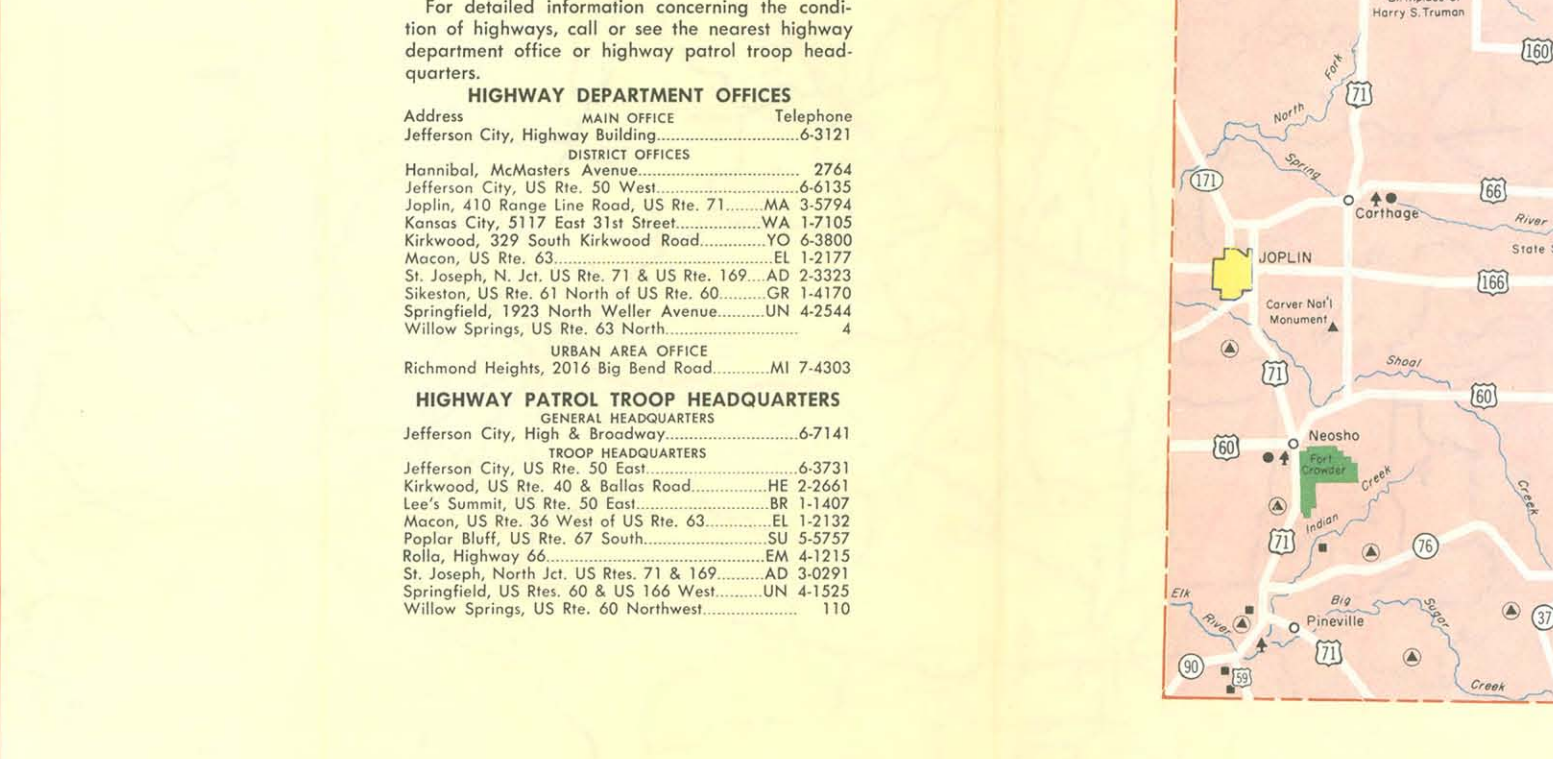 For detailed information concerning the condi-
tion of highways, call or see the nearest highway
department office or highway patrol troop head-
quarters.
HIGHWAY DEPARTMENT OFFICES
Address MAIN OFFICE Telephone
Jefferson City, Highway Building..............................6-3121
DISTRICT OFFICES
Hannibal, McMasters Avenue.................................. 2764
Jefferson City, US Rte. 50 West..............................6-6135
Joplin, 410 Range Line Road, US Rte. 71........MA 3-5794
Kansas City, 5117 East 31st Street..................WA 1-7105
Kirkwood, 329 South Kirkwood Road.............YO 6-3800
Macon, US Rte. 63..............................................EL 1-2177
St. Joseph, N. Jct. US Rte. 71 & US Rte. 169....AD 2-3323
Sikeston, US Rte. 61 North of US Rte. 60..........GR 1-4170
Springfield, 1923 North Weller Avenue..........UN 4-2544
Willow Springs, US Rte. 63 North............................ 4
URBAN AREA OFFICE
Richmond Heights, 2016 Big Bend Road............MI 7-4303
HIGHWAY PATROL TROOP HEADQUARTERS
GENERAL HEADQUARTERS
Jefferson City, High & Broadway............................6-7141
TROOP HEADQUARTERS
Jefferson City, US Rte. 50 East................................6-3731
Kirkwood, US Rte. 40 & Ballas Road................HE 2-2661
Lee's Summit, US Rte. 50 East............................BR 1-1407
Macon, US Rte. 36 West of US Rte. 63..............EL 1-2132
Poplar Bluff, US Rte. 67 South..........................SU 5-5757
Rolla, Highway 66..............................................EM 4-1215
St. Joseph, North Jct. US Rtes. 71 & 169..........AD 3-0291
Springfield, US Rtes. 60 & US 166 West..........UN 4-1525
Willow Springs, US Rte. 60 Northwest.................... 110
Harry S. Truman
160
Fork
71
North
Spring
171
66
Carthage
River
State
JOPLIN
166
Carver Nat'l
Monument
Shoal
71
60
Neosho
60
Fort
Crowder
Creek
Creek
Indian
71
76
Elk
River
Big
Sugar
Pineville
37
71
90
59
Creek